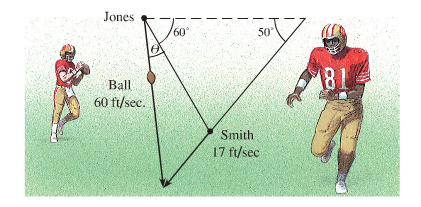 Jones
60°
50°
θ
Ball
60 ft/sec.
Smith
17 ft/sec
81